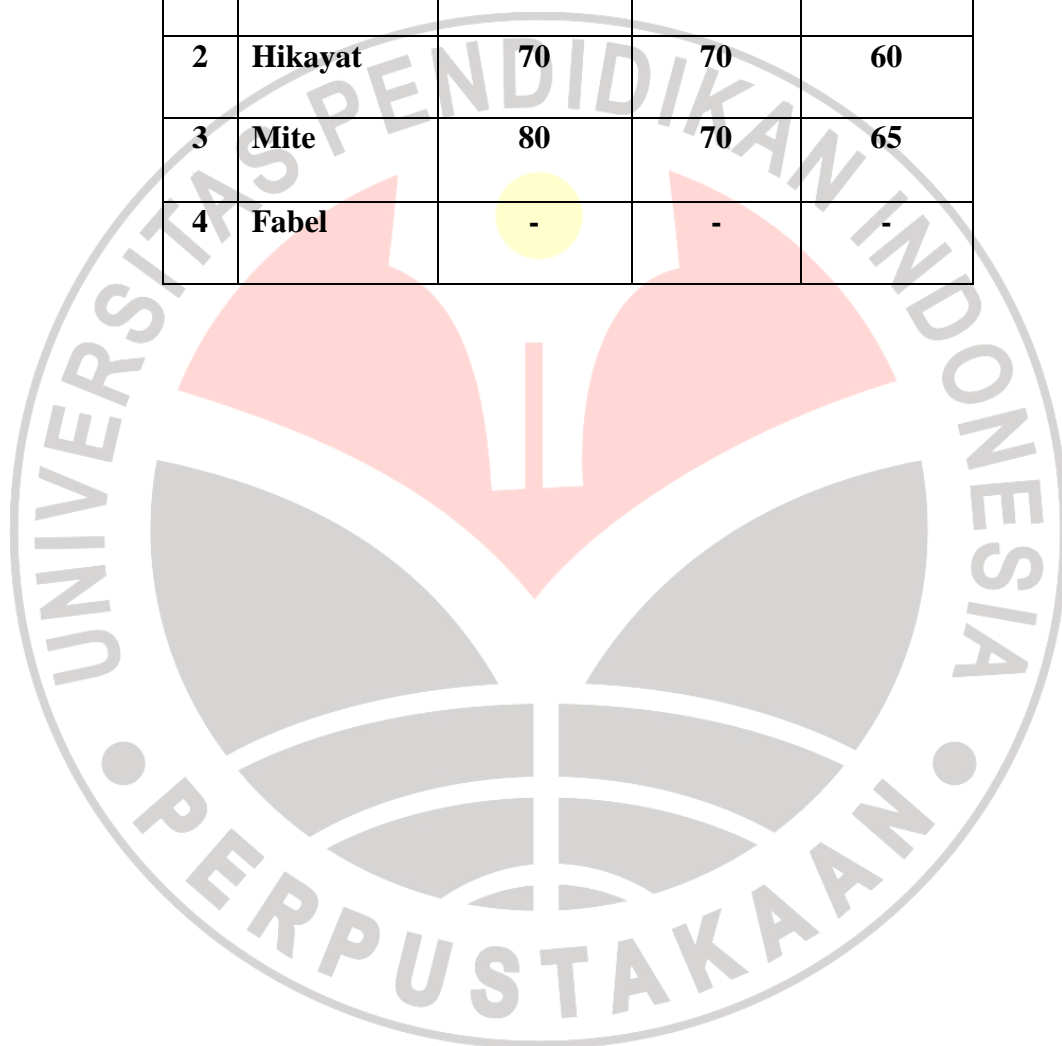 2 Hikayat 70 70 60
3 Mite 80 70 65
4 Fabel - - -
UNIVERSITAS PENDIDIKAN INDONESIA
PERPUSTAKAAN